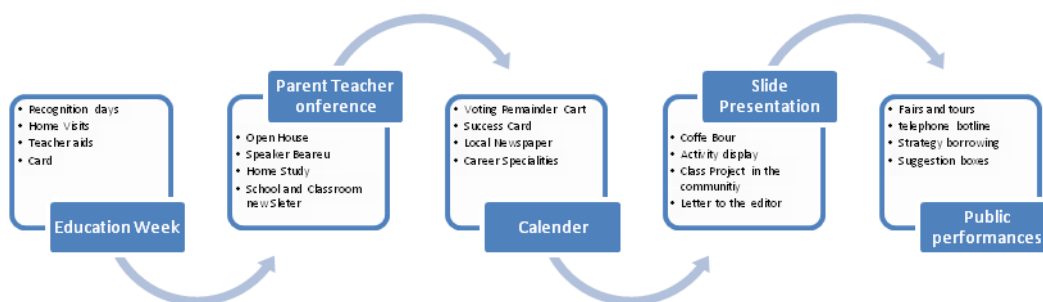 • Recognition days
• Home Visits
• Teacher aids
• Card
Education Week
Parent Teacher
onference
• Open House
• Speaker Beareu
• Home Study
• School and Classroom
newSleter
• Voting Remainder Cart
• Success Card
• Local Newspaper
• Career Specialities
Calender
Slide
Presentation
• Coffe Bour
• Activity display
• Class Project in the
communitiy
• Letter to the editor
• Fairs and tours
• telephone botline
• Strategy borrowing
• Suggestion boxes
Public
performances